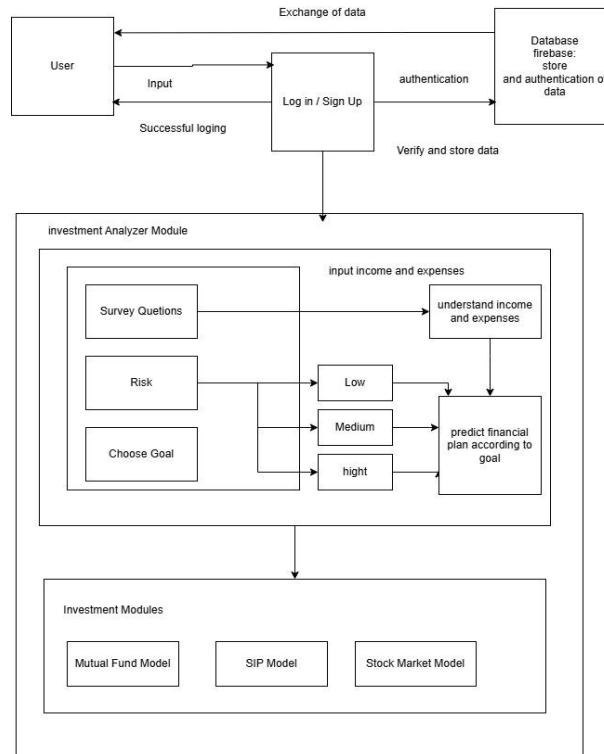 Exchange of data
User
Database
firebase:
store
and authentication of
data
Input
Log in / Sign Up
authentication
Successful loging
Verify and store data
investment Analyzer Module
input income and expenses
Survey Quetions
understand income
and expenses
Risk
Low
Medium
predict financial
plan according to
goal
Choose Goal
hight
Investment Modules
Mutual Fund Model
SIP Model
Stock Market Model